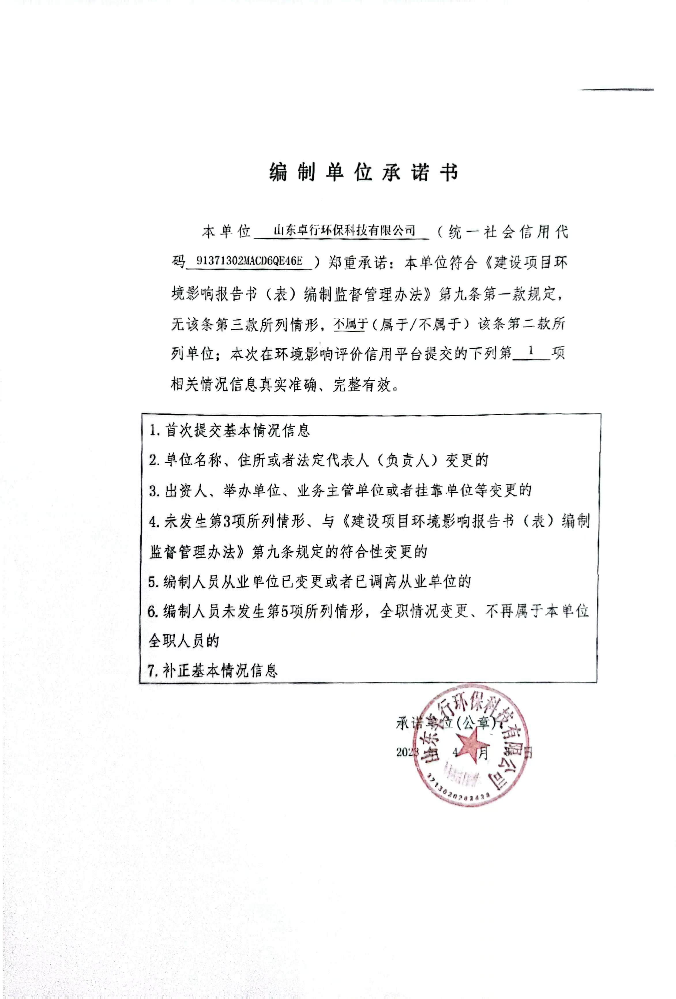 编制单位承诺书
本单位 山东卓行环保科技有限公司 （统一社会信用代
码 91371302MACD6QE46E ）郑重承诺：本单位符合《建设项目环
境影响报告书（表）编制监督管理办法》第九条第一款规定，
无该条第三款所列情形，不属于（属于/不属于）该条第二款所
列单位；本次在环境影响评价信用平台提交的下列第 1 项
相关情况信息真实准确、完整有效。
1.首次提交基本情况信息
2.单位名称、住所或者法定代表人（负责人）变更的
3.出资人、举办单位、业务主管单位或者挂靠单位等变更的
4.未发生第3项所列情形、与《建设项目环境影响报告书（表）编制
监督管理办法》第九条规定的符合性变更的
5.编制人员从业单位已变更或者已调离从业单位的
6.编制人员未发生第5项所列情形，全职情况变更、不再属于本单位
全职人员的
7.补正基本情况信息
承诺单位(公章)：
2023年 4 月 日
山东卓行环保科技有限公司